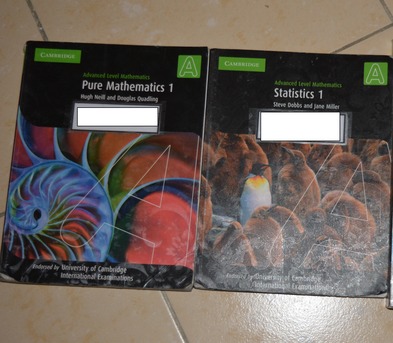 CAMBRIDGE
A
Advanced Level Mathematics
Pure Mathematics 1
Hugh Neill and Douglas Quadling
Endorsed by University of Cambridge
International Examinations
CAMBRIDGE
A
Advanced Level Mathematics
Statistics 1
Steve Dobbs and Jane Miller
Endorsed by University of Cambridge
International Examinations